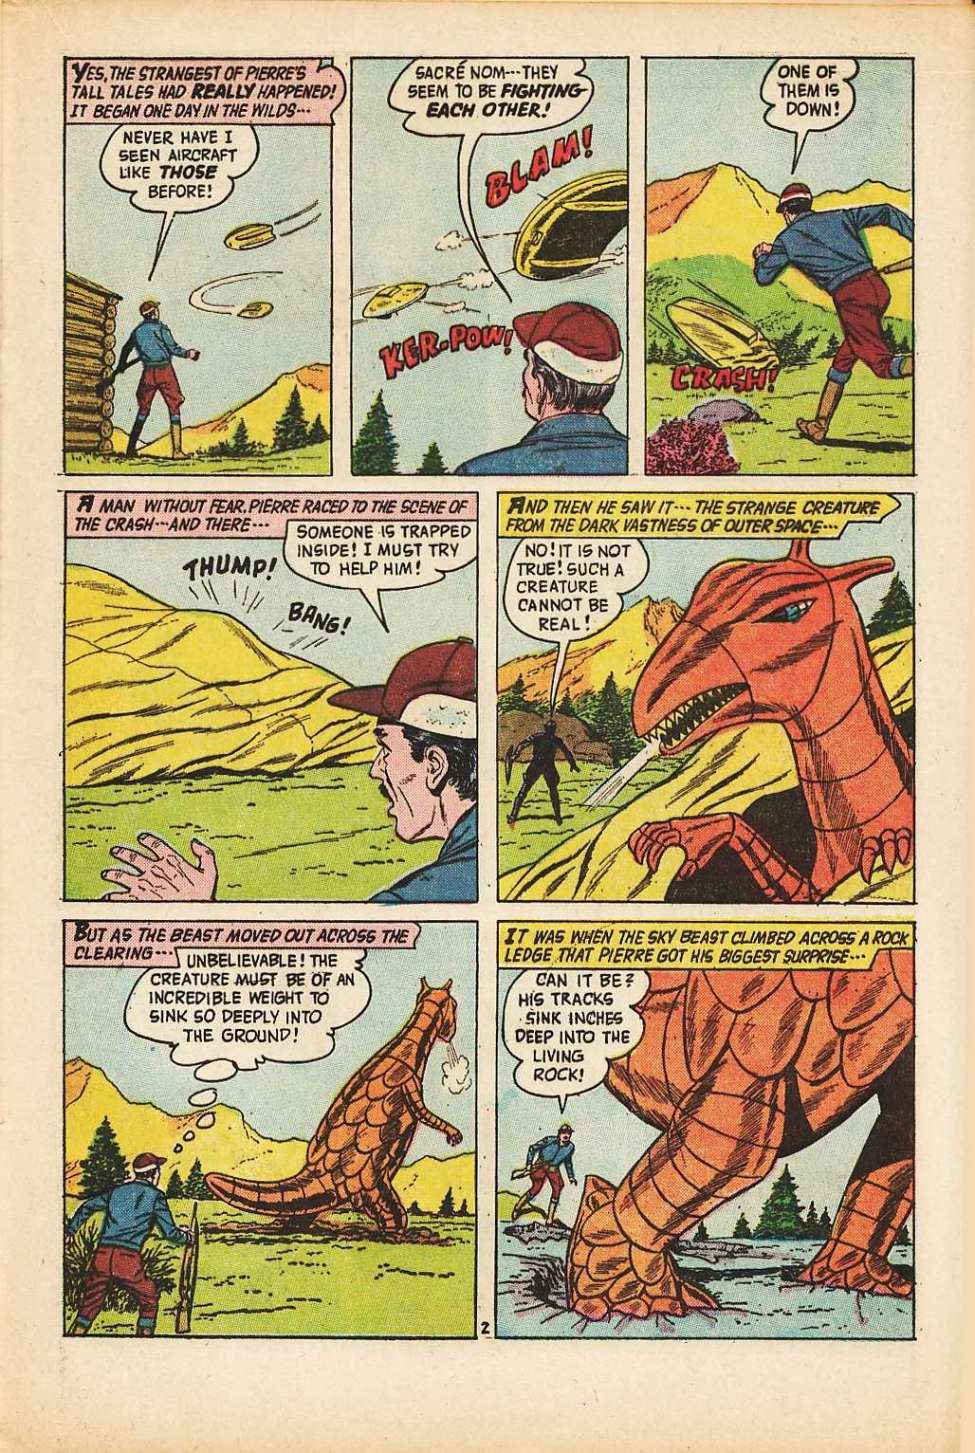 YES, THE STRANGEST OF PIERRE'S
TALL TALES HAD REALLY HAPPENED!
IT BEGAN ONE DAY IN THE WILDS---
NEVER HAVE I
SEEN AIRCRAFT
LIKE THOSE
BEFORE!
SACRÉ NOM---THEY
SEEM TO BE FIGHTING
EACH OTHER!
BLAM!
KER-POW!
ONE OF
THEM IS
DOWN!
CRASH!
A MAN WITHOUT FEAR, PIERRE RACED TO THE SCENE OF
THE CRASH---AND THERE---
SOMEONE IS TRAPPED
INSIDE! I MUST TRY
TO HELP HIM!
THUMP!
BANG!
AND THEN HE SAW IT--- THE STRANGE CREATURE
FROM THE DARK VASTNESS OF OUTER SPACE---
NO! IT IS NOT
TRUE! SUCH A
CREATURE
CANNOT BE
REAL!
BUT AS THE BEAST MOVED OUT ACROSS THE
CLEARING---
UNBELIEVABLE! THE
CREATURE MUST BE OF AN
INCREDIBLE WEIGHT TO
SINK SO DEEPLY INTO
THE GROUND!
IT WAS WHEN THE SKY BEAST CLIMBED ACROSS A ROCK
LEDGE THAT PIERRE GOT HIS BIGGEST SURPRISE---
CAN IT BE?
HIS TRACKS
SINK INCHES
DEEP INTO THE
LIVING
ROCK!
2